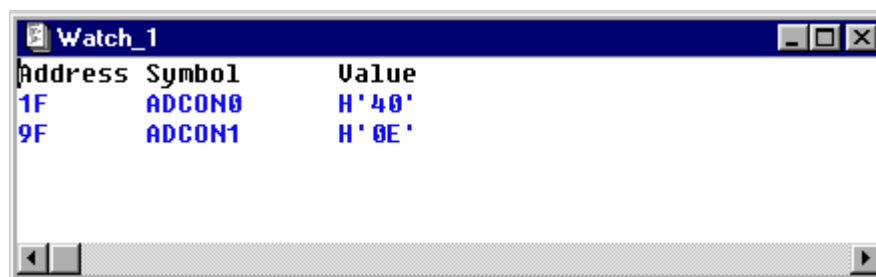 Watch_1
Address Symbol Value
1F ADCON0 H'40'
9F ADCON1 H'0E'